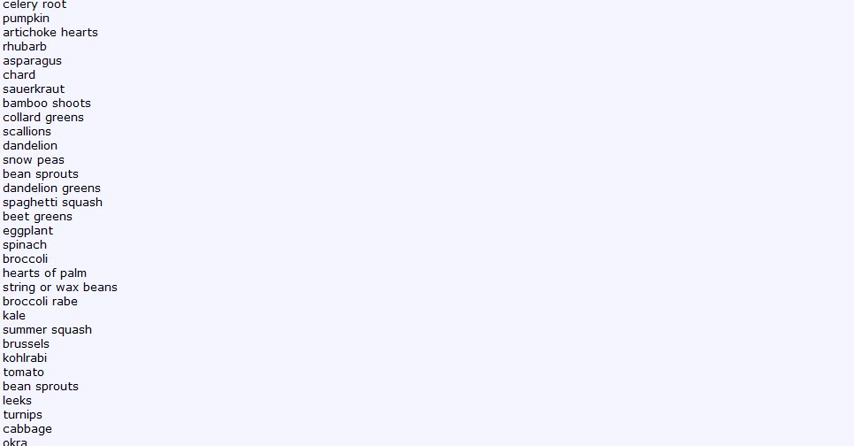 celery root
pumpkin
artichoke hearts
rhubarb
asparagus
chard
sauerkraut
bamboo shoots
collard greens
scallions
dandelion
snow peas
bean sprouts
dandelion greens
spaghetti squash
beet greens
eggplant
spinach
broccoli
hearts of palm
string or wax beans
broccoli rabe
kale
summer squash
brussels
kohlrabi
tomato
bean sprouts
leeks
turnips
cabbage
okra